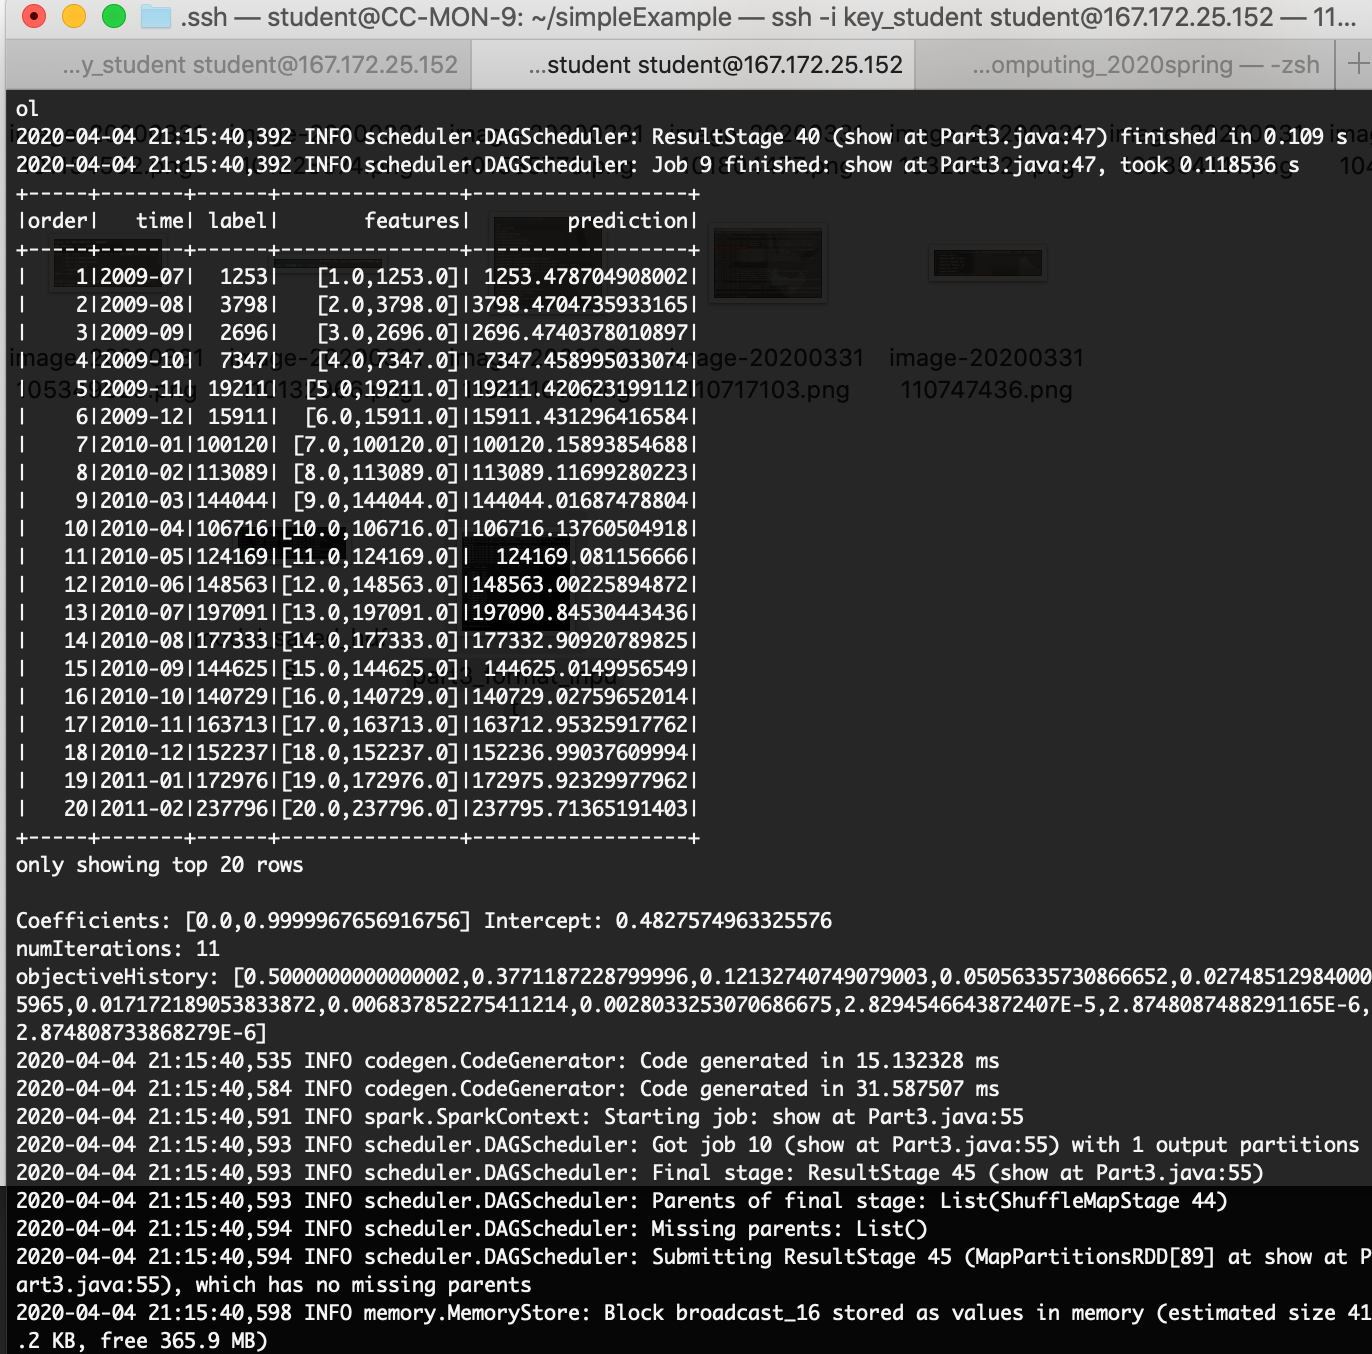 .ssh — student@CC-MON-9: ~/simpleExample — ssh -i key_student student@167.172.25.152 — 11...
...y_student student@167.172.25.152 ...student student@167.172.25.152 ...omputing_2020spring — -zsh +
ol
2020-04-04 21:15:40,392 INFO scheduler.DAGScheduler: ResultStage 40 (show at Part3.java:47) finished in 0.109 s
2020-04-04 21:15:40,392 INFO scheduler.DAGScheduler: Job 9 finished: show at Part3.java:47, took 0.118536 s
+-----+-------+------+---------------+------------------+
|order|   time| label|       features|        prediction|
+-----+-------+------+---------------+------------------+
|    1|2009-07|  1253|   [1.0,1253.0]| 1253.478704908002|
|    2|2009-08|  3798|   [2.0,3798.0]|3798.4704735933165|
|    3|2009-09|  2696|   [3.0,2696.0]|2696.4740378010897|
|    4|2009-10|  7347|   [4.0,7347.0]| 7347.458995033074|
|    5|2009-11| 19211|  [5.0,19211.0]|19211.420623199112|
|    6|2009-12| 15911|  [6.0,15911.0]|15911.431296416584|
|    7|2010-01|100120| [7.0,100120.0]|100120.15893854688|
|    8|2010-02|113089| [8.0,113089.0]|113089.11699280223|
|    9|2010-03|144044| [9.0,144044.0]|144044.01687478804|
|   10|2010-04|106716|[10.0,106716.0]|106716.13760504918|
|   11|2010-05|124169|[11.0,124169.0]|  124169.081156666|
|   12|2010-06|148563|[12.0,148563.0]|148563.00225894872|
|   13|2010-07|197091|[13.0,197091.0]|197090.84530443436|
|   14|2010-08|177333|[14.0,177333.0]|177332.90920789825|
|   15|2010-09|144625|[15.0,144625.0]| 144625.0149956549|
|   16|2010-10|140729|[16.0,140729.0]|140729.02759652014|
|   17|2010-11|163713|[17.0,163713.0]|163712.95325917762|
|   18|2010-12|152237|[18.0,152237.0]|152236.99037609994|
|   19|2011-01|172976|[19.0,172976.0]|172975.92329977962|
|   20|2011-02|237796|[20.0,237796.0]|237795.71365191403|
+-----+-------+------+---------------+------------------+
only showing top 20 rows
image-20200331
110717103.png
image-20200331
110747436.png
Coefficients: [0.0,0.9999967656916756] Intercept: 0.4827574963325576
numIterations: 11
objectiveHistory: [0.5000000000000002,0.3771187228799996,0.12132740749079003,0.05056335730866652,0.027485129840000
5965,0.017172189053833872,0.006837852275411214,0.0028033253070686675,2.8294546643872407E-5,2.8748087488291165E-6,
2.874808733868279E-6]
2020-04-04 21:15:40,535 INFO codegen.CodeGenerator: Code generated in 15.132328 ms
2020-04-04 21:15:40,584 INFO codegen.CodeGenerator: Code generated in 31.587507 ms
2020-04-04 21:15:40,591 INFO spark.SparkContext: Starting job: show at Part3.java:55
2020-04-04 21:15:40,593 INFO scheduler.DAGScheduler: Got job 10 (show at Part3.java:55) with 1 output partitions
2020-04-04 21:15:40,593 INFO scheduler.DAGScheduler: Final stage: ResultStage 45 (show at Part3.java:55)
2020-04-04 21:15:40,593 INFO scheduler.DAGScheduler: Parents of final stage: List(ShuffleMapStage 44)
2020-04-04 21:15:40,594 INFO scheduler.DAGScheduler: Missing parents: List()
2020-04-04 21:15:40,594 INFO scheduler.DAGScheduler: Submitting ResultStage 45 (MapPartitionsRDD[89] at show at P
art3.java:55), which has no missing parents
2020-04-04 21:15:40,598 INFO memory.MemoryStore: Block broadcast_16 stored as values in memory (estimated size 41
.2 KB, free 365.9 MB)